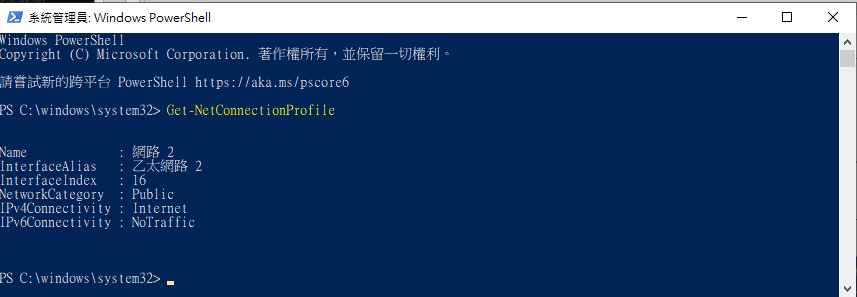 系統管理員: Windows PowerShell
Windows PowerShell
Copyright (C) Microsoft Corporation. 著作權所有，並保留一切權利。
請嘗試新的跨平台 PowerShell https://aka.ms/pscore6
PS C:\windows\system32> Get-NetConnectionProfile
Name             : 網路 2
InterfaceAlias   : 乙太網路 2
InterfaceIndex   : 16
NetworkCategory  : Public
IPv4Connectivity : Internet
IPv6Connectivity : NoTraffic
PS C:\windows\system32>